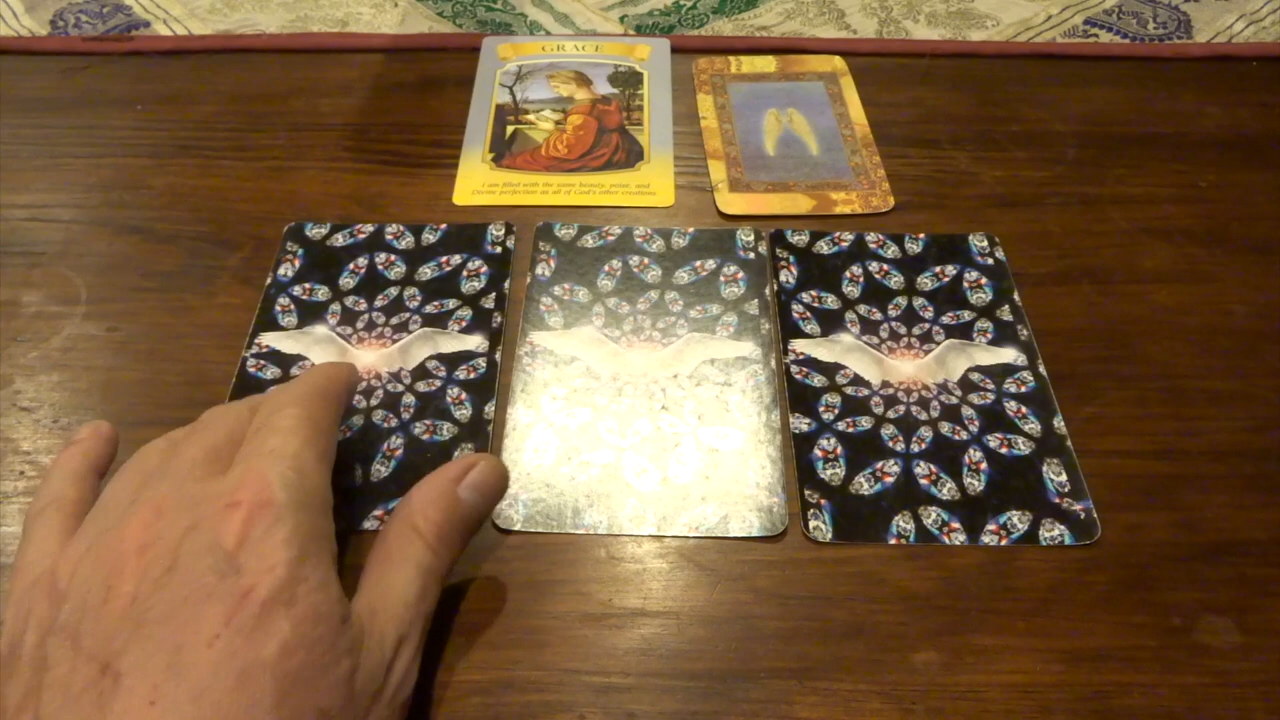 GRACE
I am filled with the same beauty, poise, and
Divine perfection as all of God's other creations.